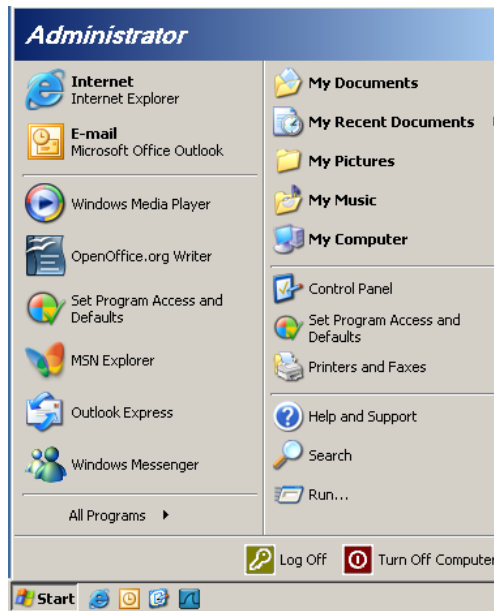 Administrator
Internet
Internet Explorer
E-mail
Microsoft Office Outlook
Windows Media Player
OpenOffice.org Writer
Set Program Access and
Defaults
MSN Explorer
Outlook Express
Windows Messenger
All Programs
My Documents
My Recent Documents
My Pictures
My Music
My Computer
Control Panel
Set Program Access and
Defaults
Printers and Faxes
Help and Support
Search
Run...
Log Off
Turn Off Computer
Start